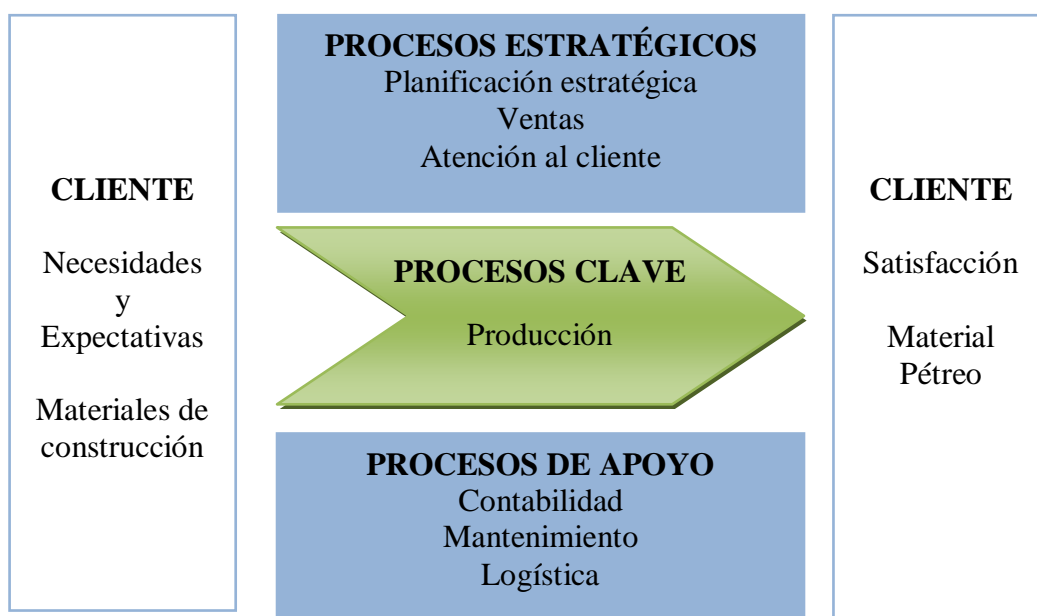 CLIENTE
Necesidades
y
Expectativas
Materiales de
construcción
PROCESOS ESTRATÉGICOS
Planificación estratégica
Ventas
Atención al cliente
PROCESOS CLAVE
Producción
PROCESOS DE APOYO
Contabilidad
Mantenimiento
Logística
CLIENTE
Satisfacción
Material
Pétreo